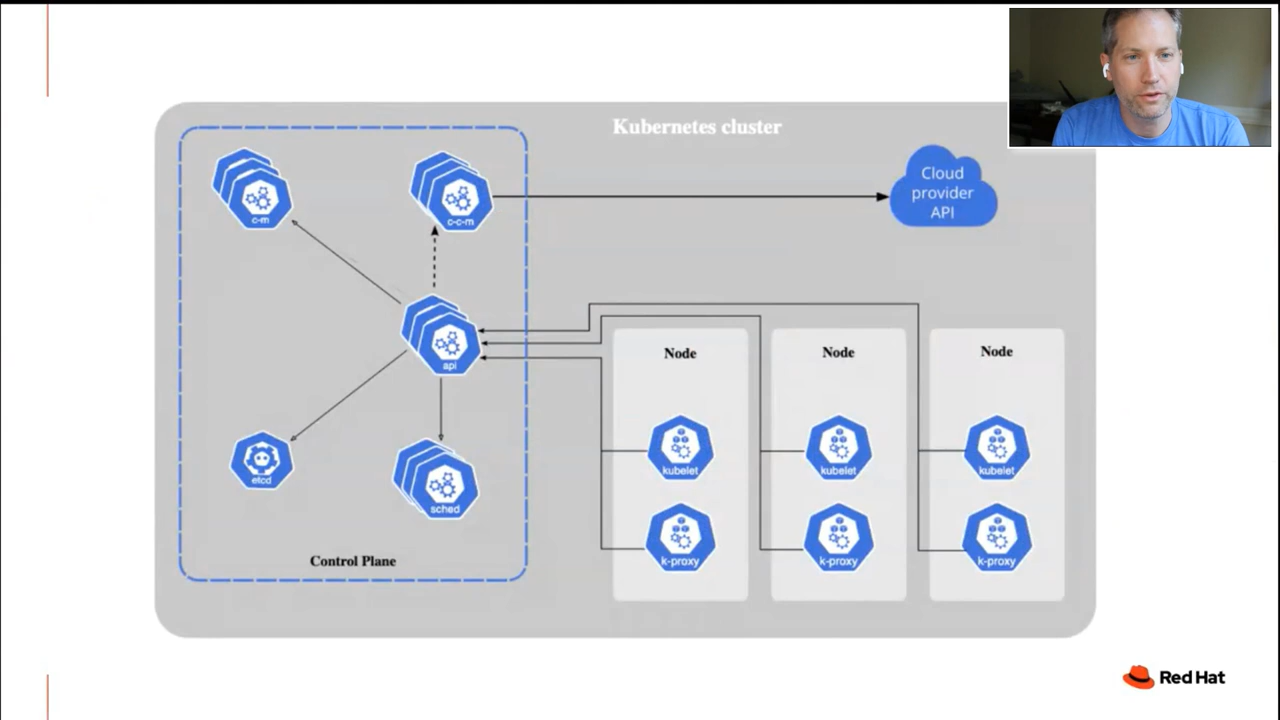 Kubernetes cluster
c-m
c-c-m
Cloud
provider
API
api
Node
Node
Node
etcd
sched
kubelet
kubelet
kubelet
k-proxy
k-proxy
k-proxy
Control Plane
Red Hat